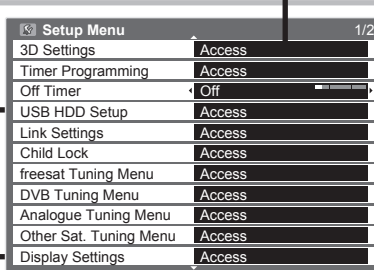 Setup Menu 1/2
3D Settings Access
Timer Programming Access
Off Timer Off
USB HDD Setup Access
Link Settings Access
Child Lock Access
freesat Tuning Menu Access
DVB Tuning Menu Access
Analogue Tuning Menu Access
Other Sat. Tuning Menu Access
Display Settings Access